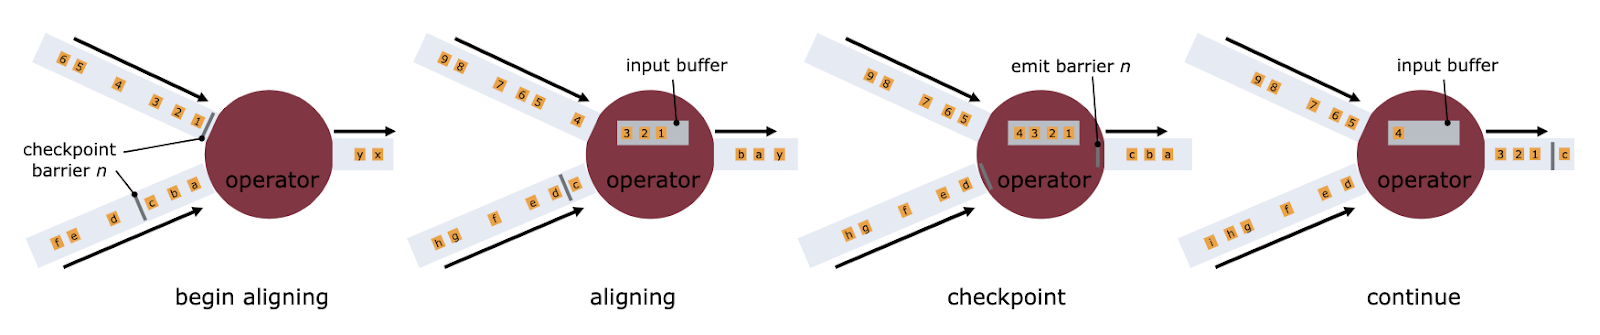 6 5 4 3 2 1
checkpoint
barrier n
f e d c b a
operator
y x
begin aligning
9 8 7 6 5 4
input buffer
3 2 1
h g f e d c
operator
b a y
aligning
9 8 7 6 5
emit barrier n
4 3 2 1
h g f e d
operator
c b a
checkpoint
9 8 7 6 5
input buffer
4
i h g f e d
operator
3 2 1 c
continue